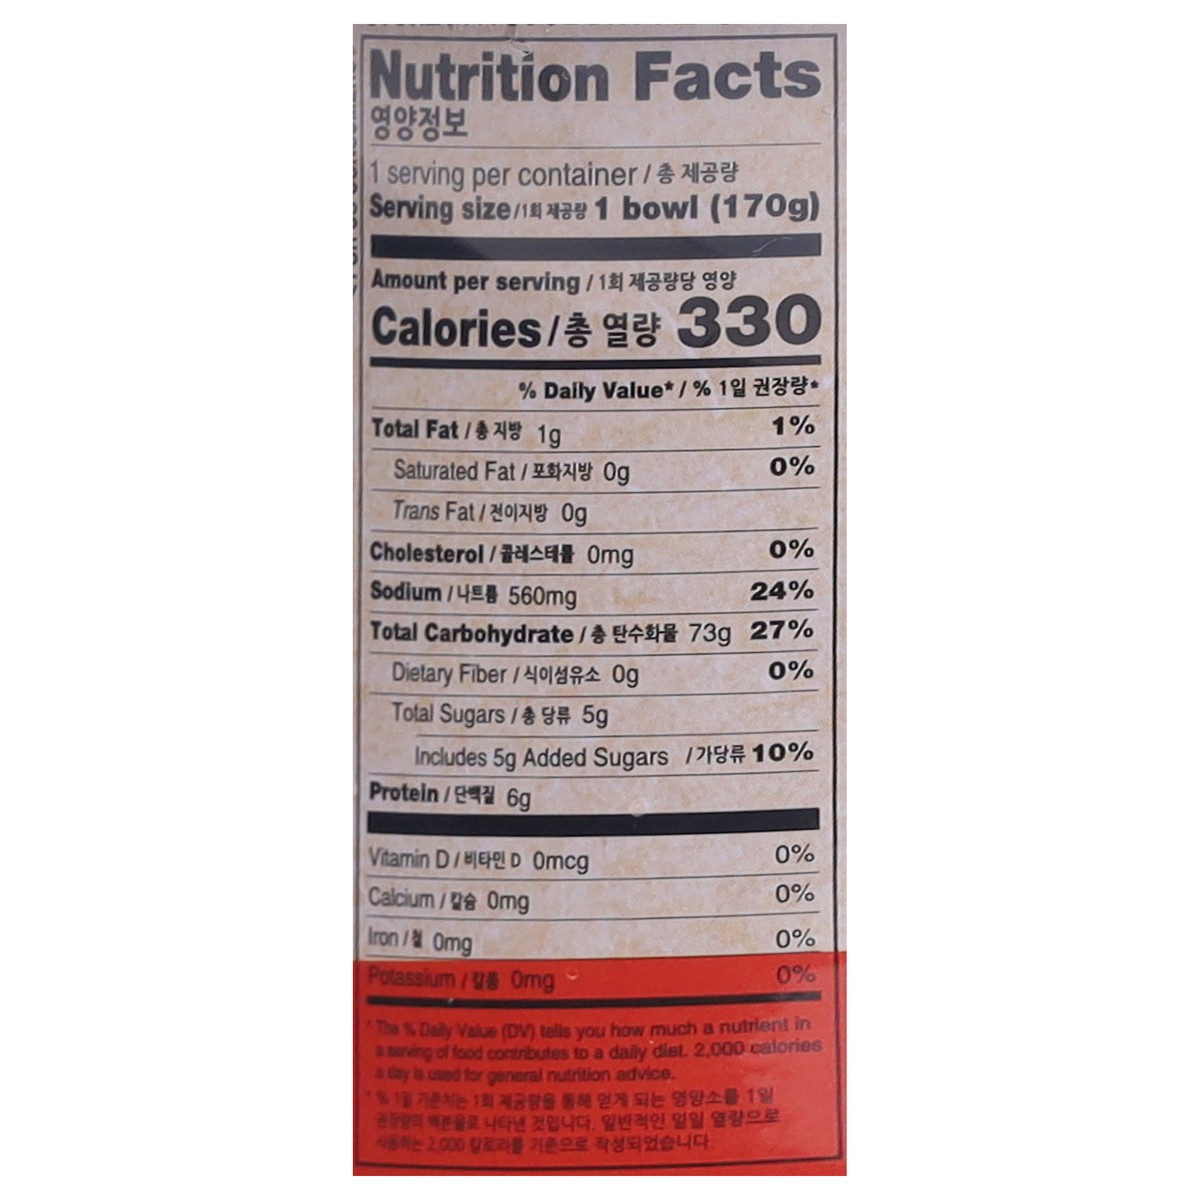 Nutrition Facts
영양정보
1 serving per container / 총 제공량
Serving size/1회 제공량 1 bowl (170g)
Amount per serving / 1회 제공량당 영양
Calories/총 열량 330
% Daily Value* / % 1일 권장량*
Total Fat / 총 지방 1g 1%
Saturated Fat / 포화지방 0g 0%
Trans Fat / 전이지방 0g
Cholesterol / 콜레스테롤 0mg 0%
Sodium / 나트륨 560mg 24%
Total Carbohydrate / 총 탄수화물 73g 27%
Dietary Fiber / 식이섬유소 0g 0%
Total Sugars / 총 당류 5g
Includes 5g Added Sugars / 가당류 10%
Protein / 단백질 6g
Vitamin D / 비타민 D 0mcg 0%
Calcium / 칼슘 0mg 0%
Iron / 철 0mg 0%
Potassium / 칼륨 0mg 0%
* The % Daily Value (DV) tells you how much a nutrient in
a serving of food contributes to a daily diet. 2,000 calories
a day is used for general nutrition advice.
* % 1일 기준치는 1회 제공량을 통해 얻게 되는 영양소를 1일
권장량의 백분율로 나타낸 것입니다. 일반적인 일일 열량으로
사용하는 2,000 칼로리를 기준으로 작성되었습니다.